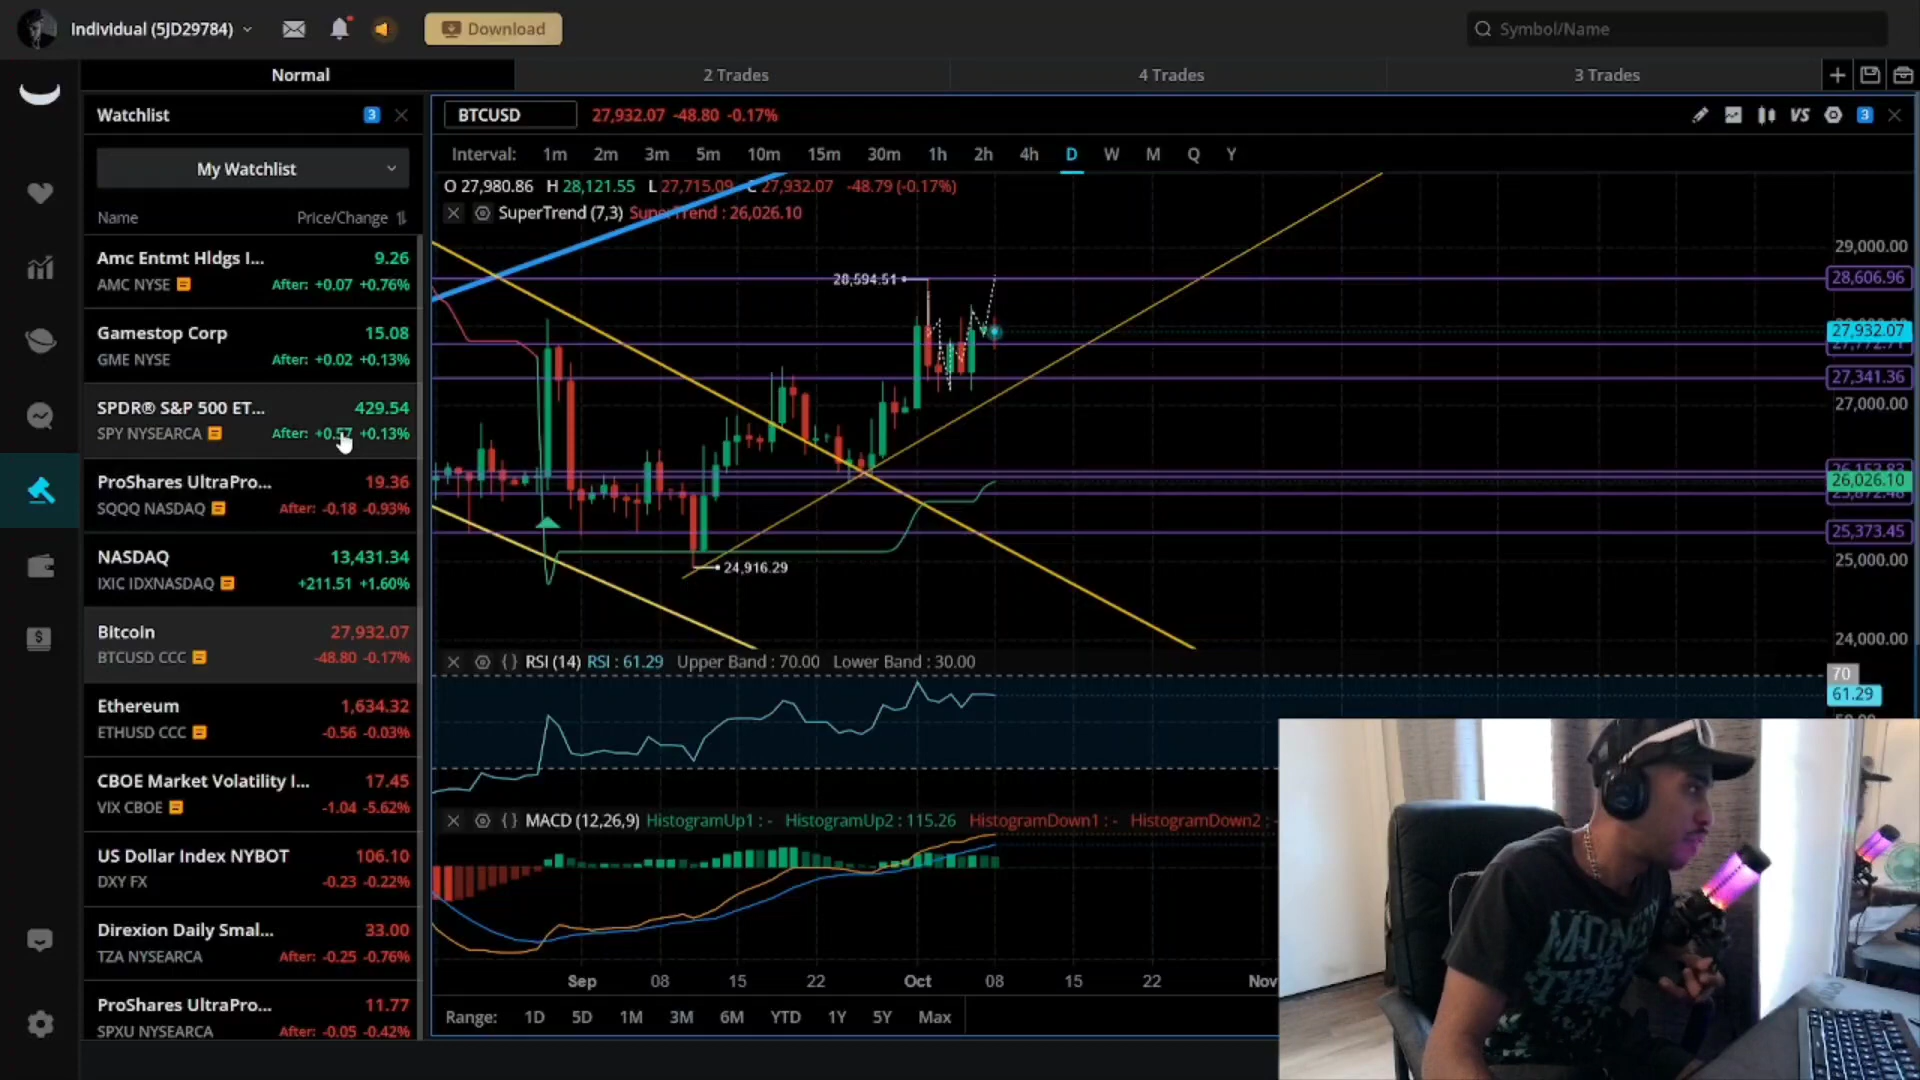 Individual (5JD29784)
Download
Symbol/Name
Normal
2 Trades
4 Trades
3 Trades
Watchlist
3
My Watchlist
Name
Price/Change
Amc Entmt Hldgs I...
9.26
AMC NYSE
After: +0.07 +0.76%
Gamestop Corp
15.08
GME NYSE
After: +0.02 +0.13%
SPDR® S&P 500 ET...
429.54
SPY NYSEARCA
After: +0.57 +0.13%
ProShares UltraPro...
19.36
SQQQ NASDAQ
After: -0.18 -0.93%
NASDAQ
13,431.34
IXIC IDXNASDAQ
+211.51 +1.60%
Bitcoin
27,932.07
BTCUSD CCC
-48.80 -0.17%
Ethereum
1,634.32
ETHUSD CCC
-0.56 -0.03%
CBOE Market Volatility I...
17.45
VIX CBOE
-1.04 -5.62%
US Dollar Index NYBOT
106.10
DXY FX
-0.23 -0.22%
Direxion Daily Smal...
33.00
TZA NYSEARCA
After: -0.25 -0.76%
ProShares UltraPro...
11.77
SPXU NYSEARCA
After: -0.05 -0.42%
BTCUSD
27,932.07 -48.80 -0.17%
VS
3
Interval: 1m 2m 3m 5m 10m 15m 30m 1h 2h 4h D W M Q Y
O 27,980.86 H 28,121.55 L 27,715.09 C 27,932.07 -48.79 (-0.17%)
SuperTrend (7,3) SuperTrend : 26,026.10
28,594.51
24,916.29
29,000.00
28,606.96
27,932.07
27,341.36
27,000.00
26,026.10
25,373.45
25,000.00
24,000.00
RSI (14) RSI : 61.29 Upper Band : 70.00 Lower Band : 30.00
70
61.29
MACD (12,26,9) HistogramUp1 : - HistogramUp2 : 115.26 HistogramDown1 : - HistogramDown2 : -
Sep 08 15 22 Oct 08 15 22 Nov
Range: 1D 5D 1M 3M 6M YTD 1Y 5Y Max